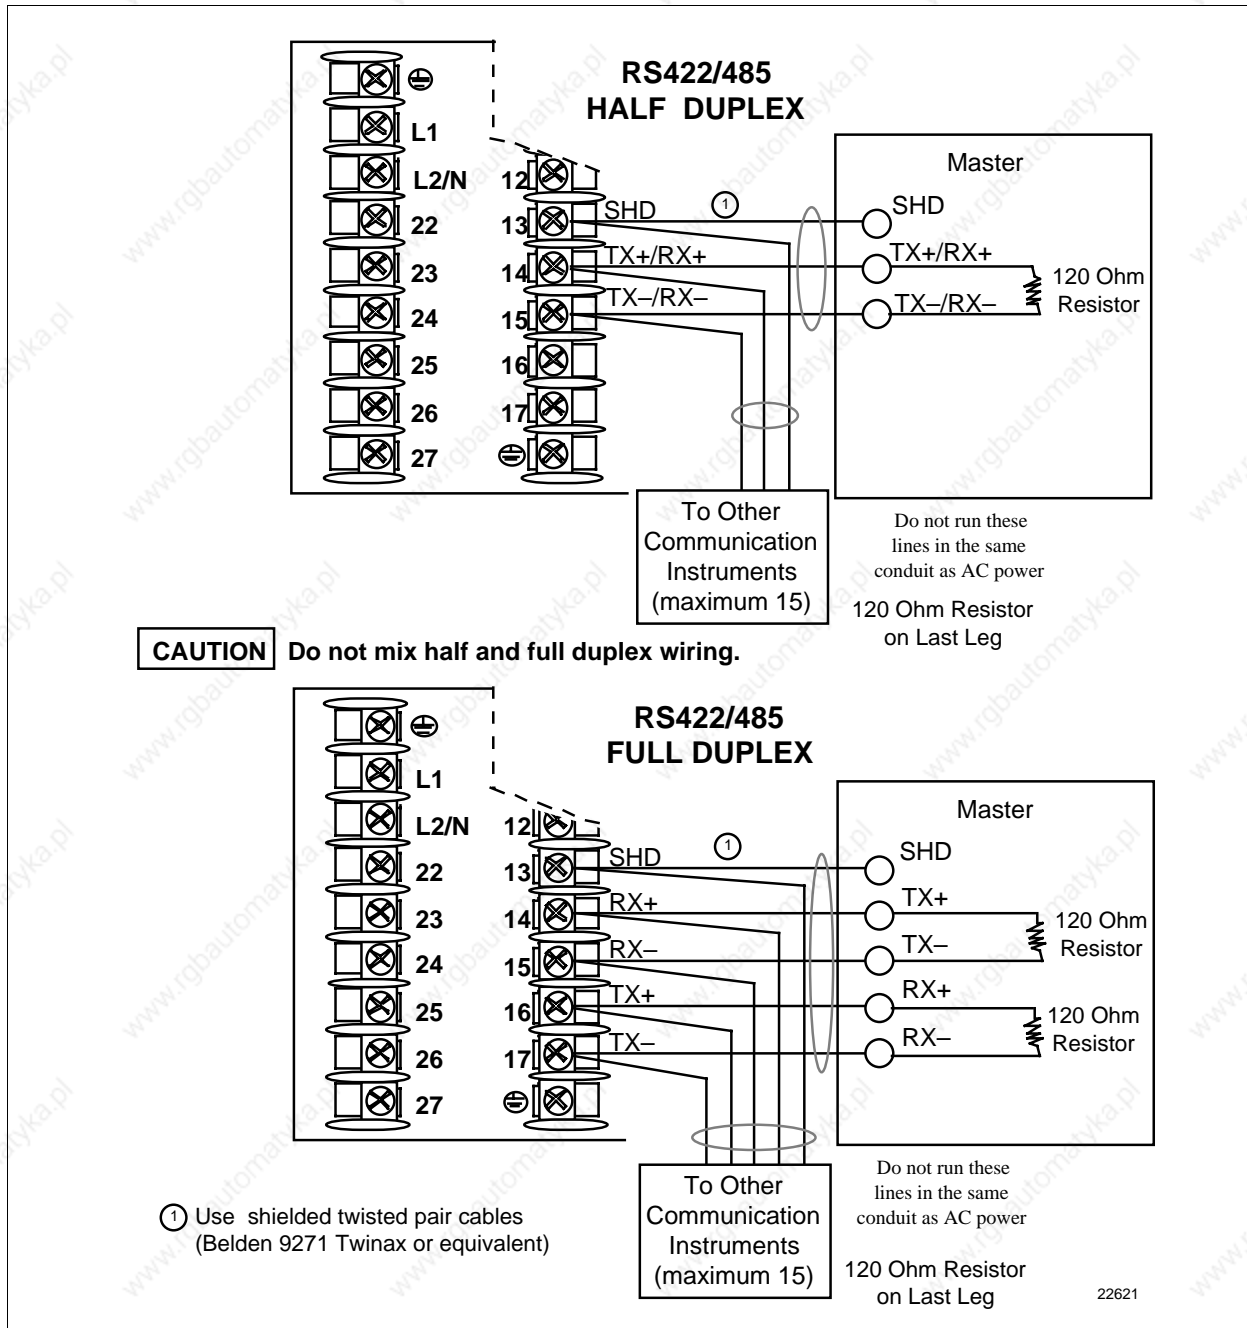 RS422/485
HALF DUPLEX
L1
L2/N
22
23
24
25
26
27
12
13
14
15
16
17
SHD
TX+/RX+
TX–/RX–
1
Master
SHD
TX+/RX+
TX–/RX–
120 Ohm
Resistor
To Other
Communication
Instruments
(maximum 15)
Do not run these
lines in the same
conduit as AC power
120 Ohm Resistor
on Last Leg
CAUTION Do not mix half and full duplex wiring.
RS422/485
FULL DUPLEX
L1
L2/N
22
23
24
25
26
27
12
13
14
15
16
17
SHD
RX+
RX–
TX+
TX–
1
Master
SHD
TX+
TX–
RX+
RX–
120 Ohm
Resistor
120 Ohm
Resistor
To Other
Communication
Instruments
(maximum 15)
Do not run these
lines in the same
conduit as AC power
120 Ohm Resistor
on Last Leg
1 Use shielded twisted pair cables
(Belden 9271 Twinax or equivalent)
22621
www.rgbautomatyka.pl